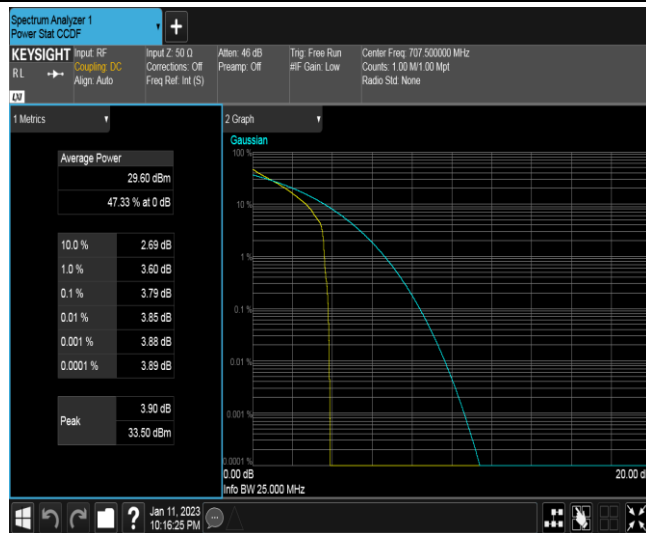 Spectrum Analyzer 1
Power Stat CCDF
KEYSIGHT
RL
Input: RF
Coupling: DC
Align: Auto
Input Z: 50 Ω
Corrections: Off
Freq Ref: Int (S)
Atten: 46 dB
Preamp: Off
Trig: Free Run
#IF Gain: Low
Center Freq: 707.500000 MHz
Counts: 1.00 M/1.00 Mpt
Radio Std: None
1 Metrics
Average Power
29.60 dBm
47.33 % at 0 dB
10.0 % 2.69 dB
1.0 % 3.60 dB
0.1 % 3.79 dB
0.01 % 3.85 dB
0.001 % 3.88 dB
0.0001 % 3.89 dB
Peak
3.90 dB
33.50 dBm
2 Graph
Gaussian
100 %
10 %
1 %
0.1 %
0.01 %
0.001 %
0.0001 %
0.00 dB
20.00 d
Info BW 25.000 MHz
Jan 11, 2023
10:16:25 PM